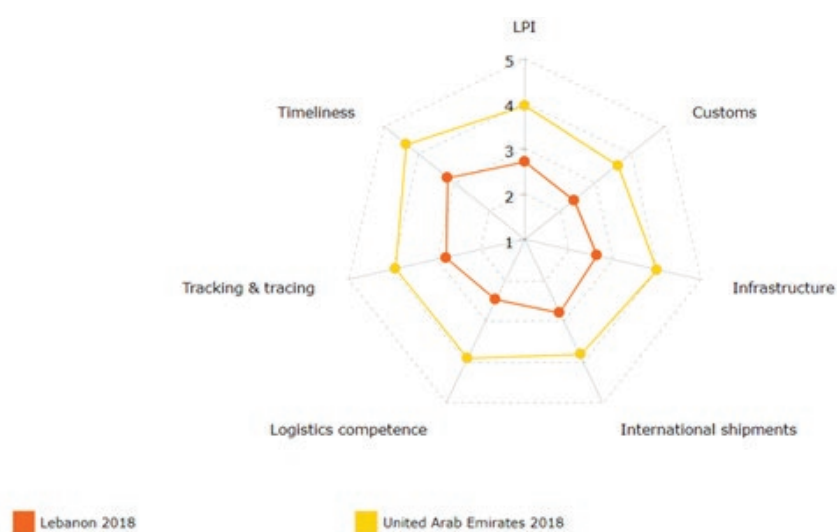 LPI
5
Timeliness
Customs
4
3
2
1
Tracking & tracing
Infrastructure
Logistics competence
International shipments
Lebanon 2018
United Arab Emirates 2018